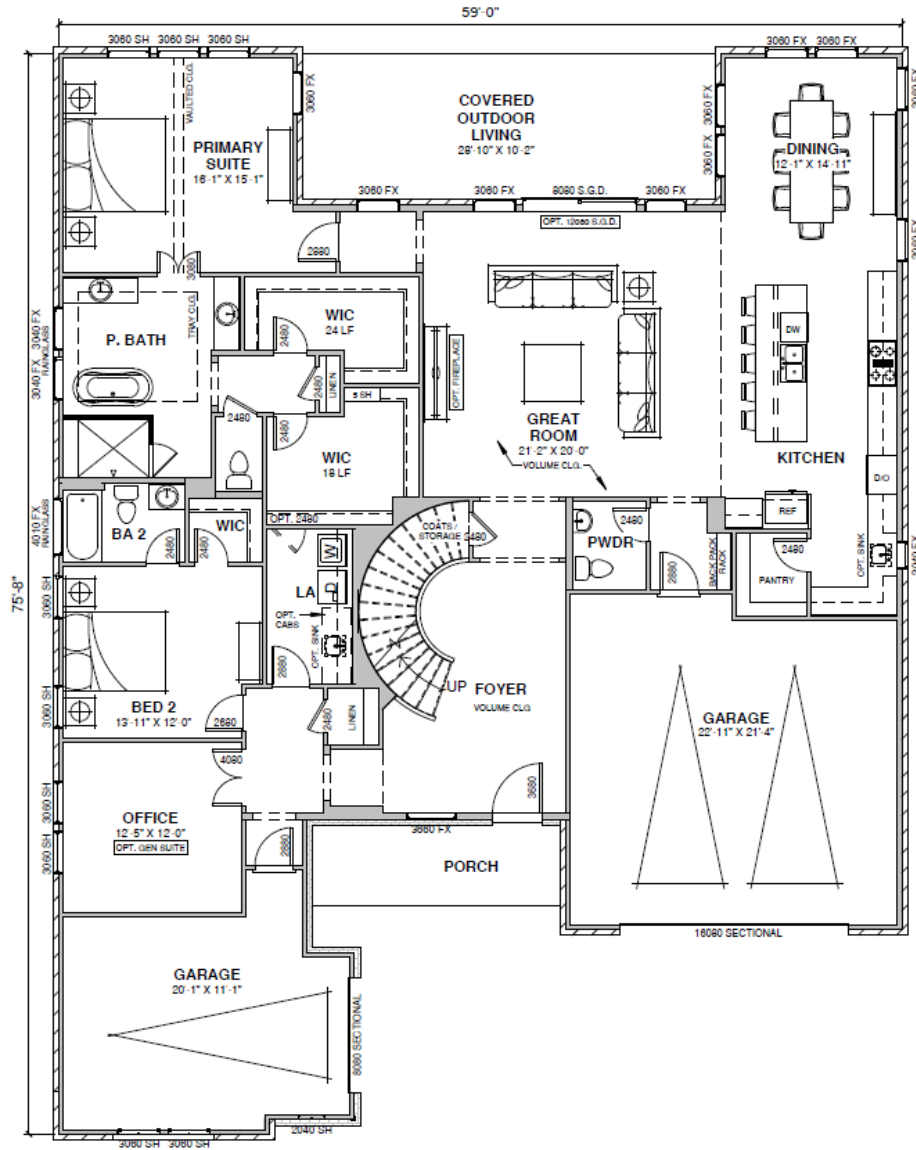 59'-0"
3060 SH
3060 SH
3060 SH
3060 FX
3060 FX
VAULTED CLG.
3060 FX
COVERED
OUTDOOR
LIVING
28'-10" X 10'-2"
3060 FX
3060 FX
3060 FX
PRIMARY
SUITE
16'-1" X 15'-1"
DINING
12'-1" X 14'-11"
3060 FX
3060 FX
8080 S.G.D.
3060 FX
OPT. 12080 S.G.D.
3060 FX
2880
3080
TRAY CLG.
P. BATH
WIC
24 LF
2480
3040 FX
3040 FX
RAINGLASS
DW
LINEN
2480
OPT. FIREPLACE
5 SH
2480
2480
GREAT
ROOM
21'-2" X 20'-0"
VOLUME CLG.
WIC
18 LF
KITCHEN
D/O
4010 FX
RAINGLASS
BA 2
2480
WIC
2480
OPT. 2480
COATS /
STORAGE
2480
PWDR
2480
REF
BACK PACK
RACK
2880
2480
PANTRY
OPT. SINK
2040 FX
75'-8"
3060 SH
W
D
LA
OPT.
CABS
OPT. SINK
2880
UP
FOYER
VOLUME CLG
BED 2
13'-11" X 12'-0"
2680
3060 SH
2480
LINEN
GARAGE
22'-11" X 21'-4"
4080
3680
3060 SH
OFFICE
12'-5" X 12'-0"
OPT. GEN SUITE
3060 SH
2880
3660 FX
PORCH
16080 SECTIONAL
GARAGE
20'-1" X 11'-1"
8080 SECTIONAL
3060 SH
3060 SH
2040 SH